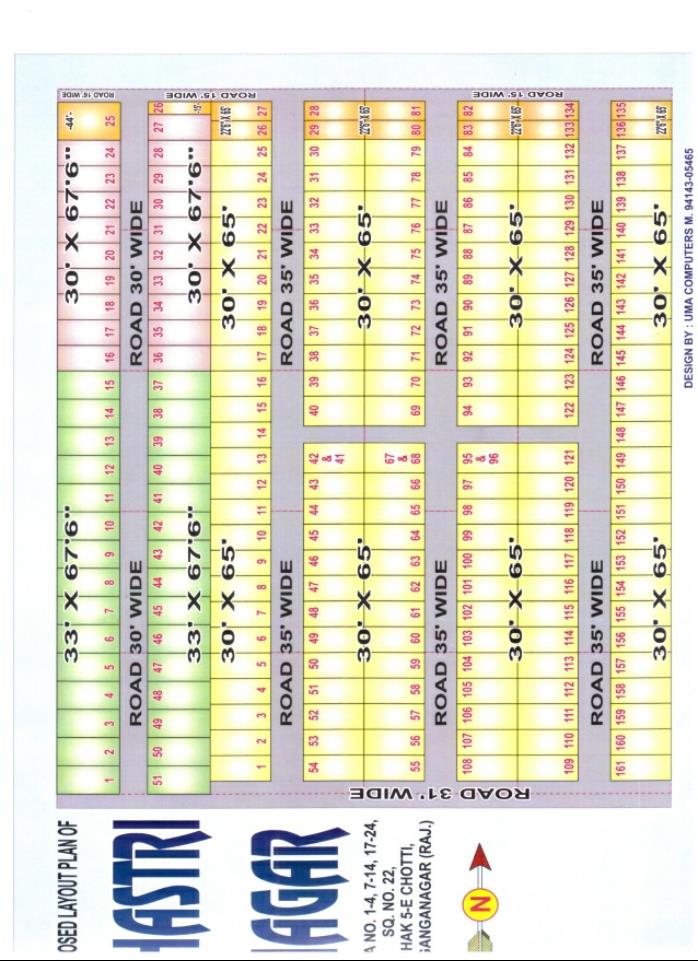 OSED LAYOUT PLAN OF
HASTRI
NAGAR
A NO. 1-4, 7-14, 17-24,
SQ. NO. 22,
HAK 5-E CHOTTI,
GANGANAGAR (RAJ.)
N
33' X 67'6" 30' X 67'6" -44'-
1 2 3 4 5 6 7 8 9 10 11 12 13 14 15 16 17 18 19 20 21 22 23 24 25
ROAD 16' WIDE
ROAD 30' WIDE ROAD 30' WIDE
51 50 49 48 47 46 45 44 43 42 41 40 39 38 37 36 35 34 33 32 31 30 29 28 27 26
33' X 67'6" 30' X 67'6"
ROAD 15' WIDE
30' X 65' 30' X 65' 22'6" X 65'
1 2 3 4 5 6 7 8 9 10 11 12 13 14 15 16 17 18 19 20 21 22 23 24 25 26 27
ROAD 35' WIDE ROAD 35' WIDE
54 53 52 51 50 49 48 47 46 45 44 43 42 40 39 38 37 36 35 34 33 32 31 30 29 28
&
41
30' X 65' 30' X 65' 22'6" X 65'
67
&
55 56 57 58 59 60 61 62 63 64 65 66 68 69 70 71 72 73 74 75 76 77 78 79 80 81
ROAD 31' WIDE
ROAD 35' WIDE ROAD 35' WIDE
108 107 106 105 104 103 102 101 100 99 98 97 95 94 93 92 91 90 89 88 87 86 85 84 83 82
&
96
30' X 65' 30' X 65' 22'6" X 65'
ROAD 15' WIDE
109 110 111 112 113 114 115 116 117 118 119 120 121 122 123 124 125 126 127 128 129 130 131 132 133 134
ROAD 35' WIDE ROAD 35' WIDE
161 160 159 158 157 156 155 154 153 152 151 150 149 148 147 146 145 144 143 142 141 140 139 138 137 136 135
30' X 65' 30' X 65' 22'6" X 65'
DESIGN BY : UMA COMPUTERS M. 94143-05465